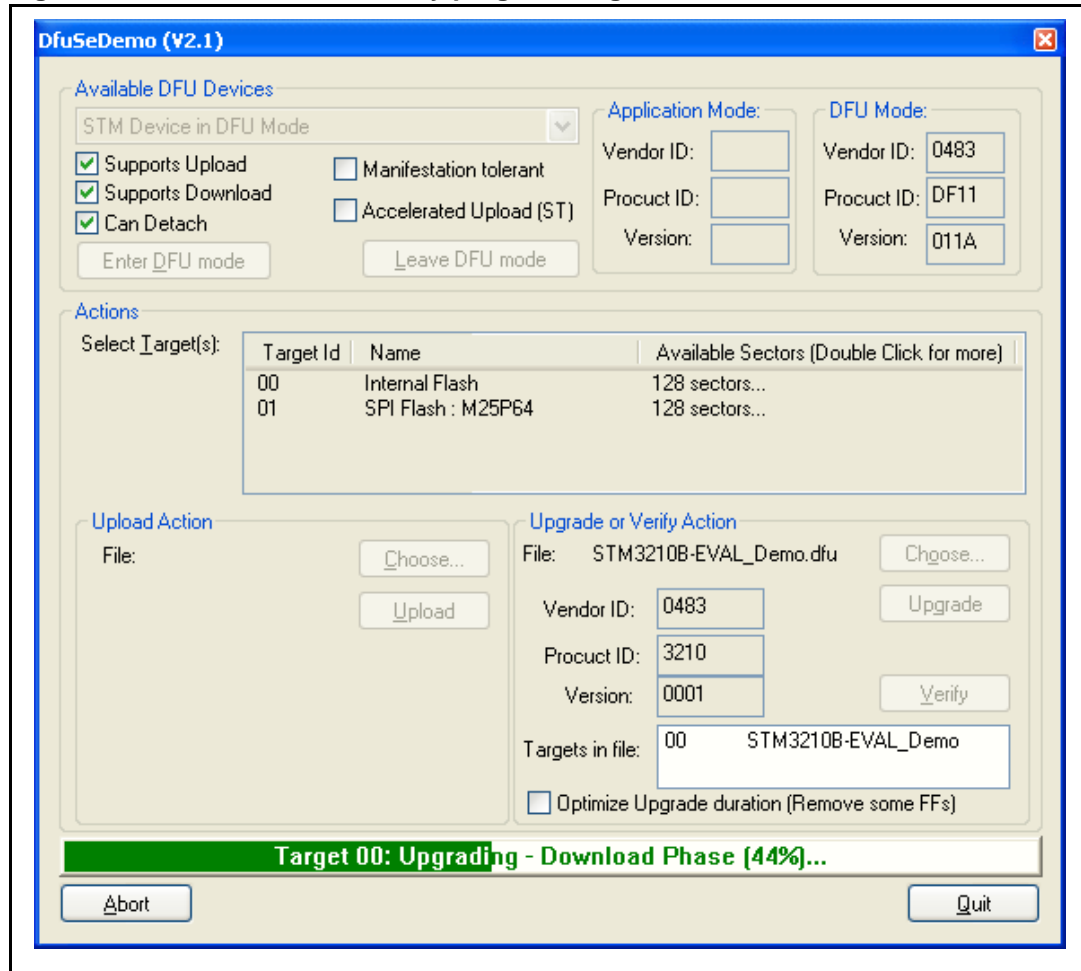 DfuSeDemo (V2.1)
Available DFU Devices
STM Device in DFU Mode
Supports Upload
Supports Download
Can Detach
Manifestation tolerant
Accelerated Upload (ST)
Enter DFU mode
Leave DFU mode
Application Mode:
Vendor ID:
Procuct ID:
Version:
DFU Mode:
Vendor ID: 0483
Procuct ID: DF11
Version: 011A
Actions
Select Target(s):
Target Id Name Available Sectors (Double Click for more)
00 Internal Flash 128 sectors...
01 SPI Flash : M25P64 128 sectors...
Upload Action
File:
Choose...
Upload
Upgrade or Verify Action
File: STM3210B-EVAL_Demo.dfu Choose...
Vendor ID: 0483 Upgrade
Procuct ID: 3210
Version: 0001 Verify
Targets in file: 00 STM3210B-EVAL_Demo
Optimize Upgrade duration (Remove some FFs)
Target 00: Upgrading - Download Phase (44%)...
Abort Quit